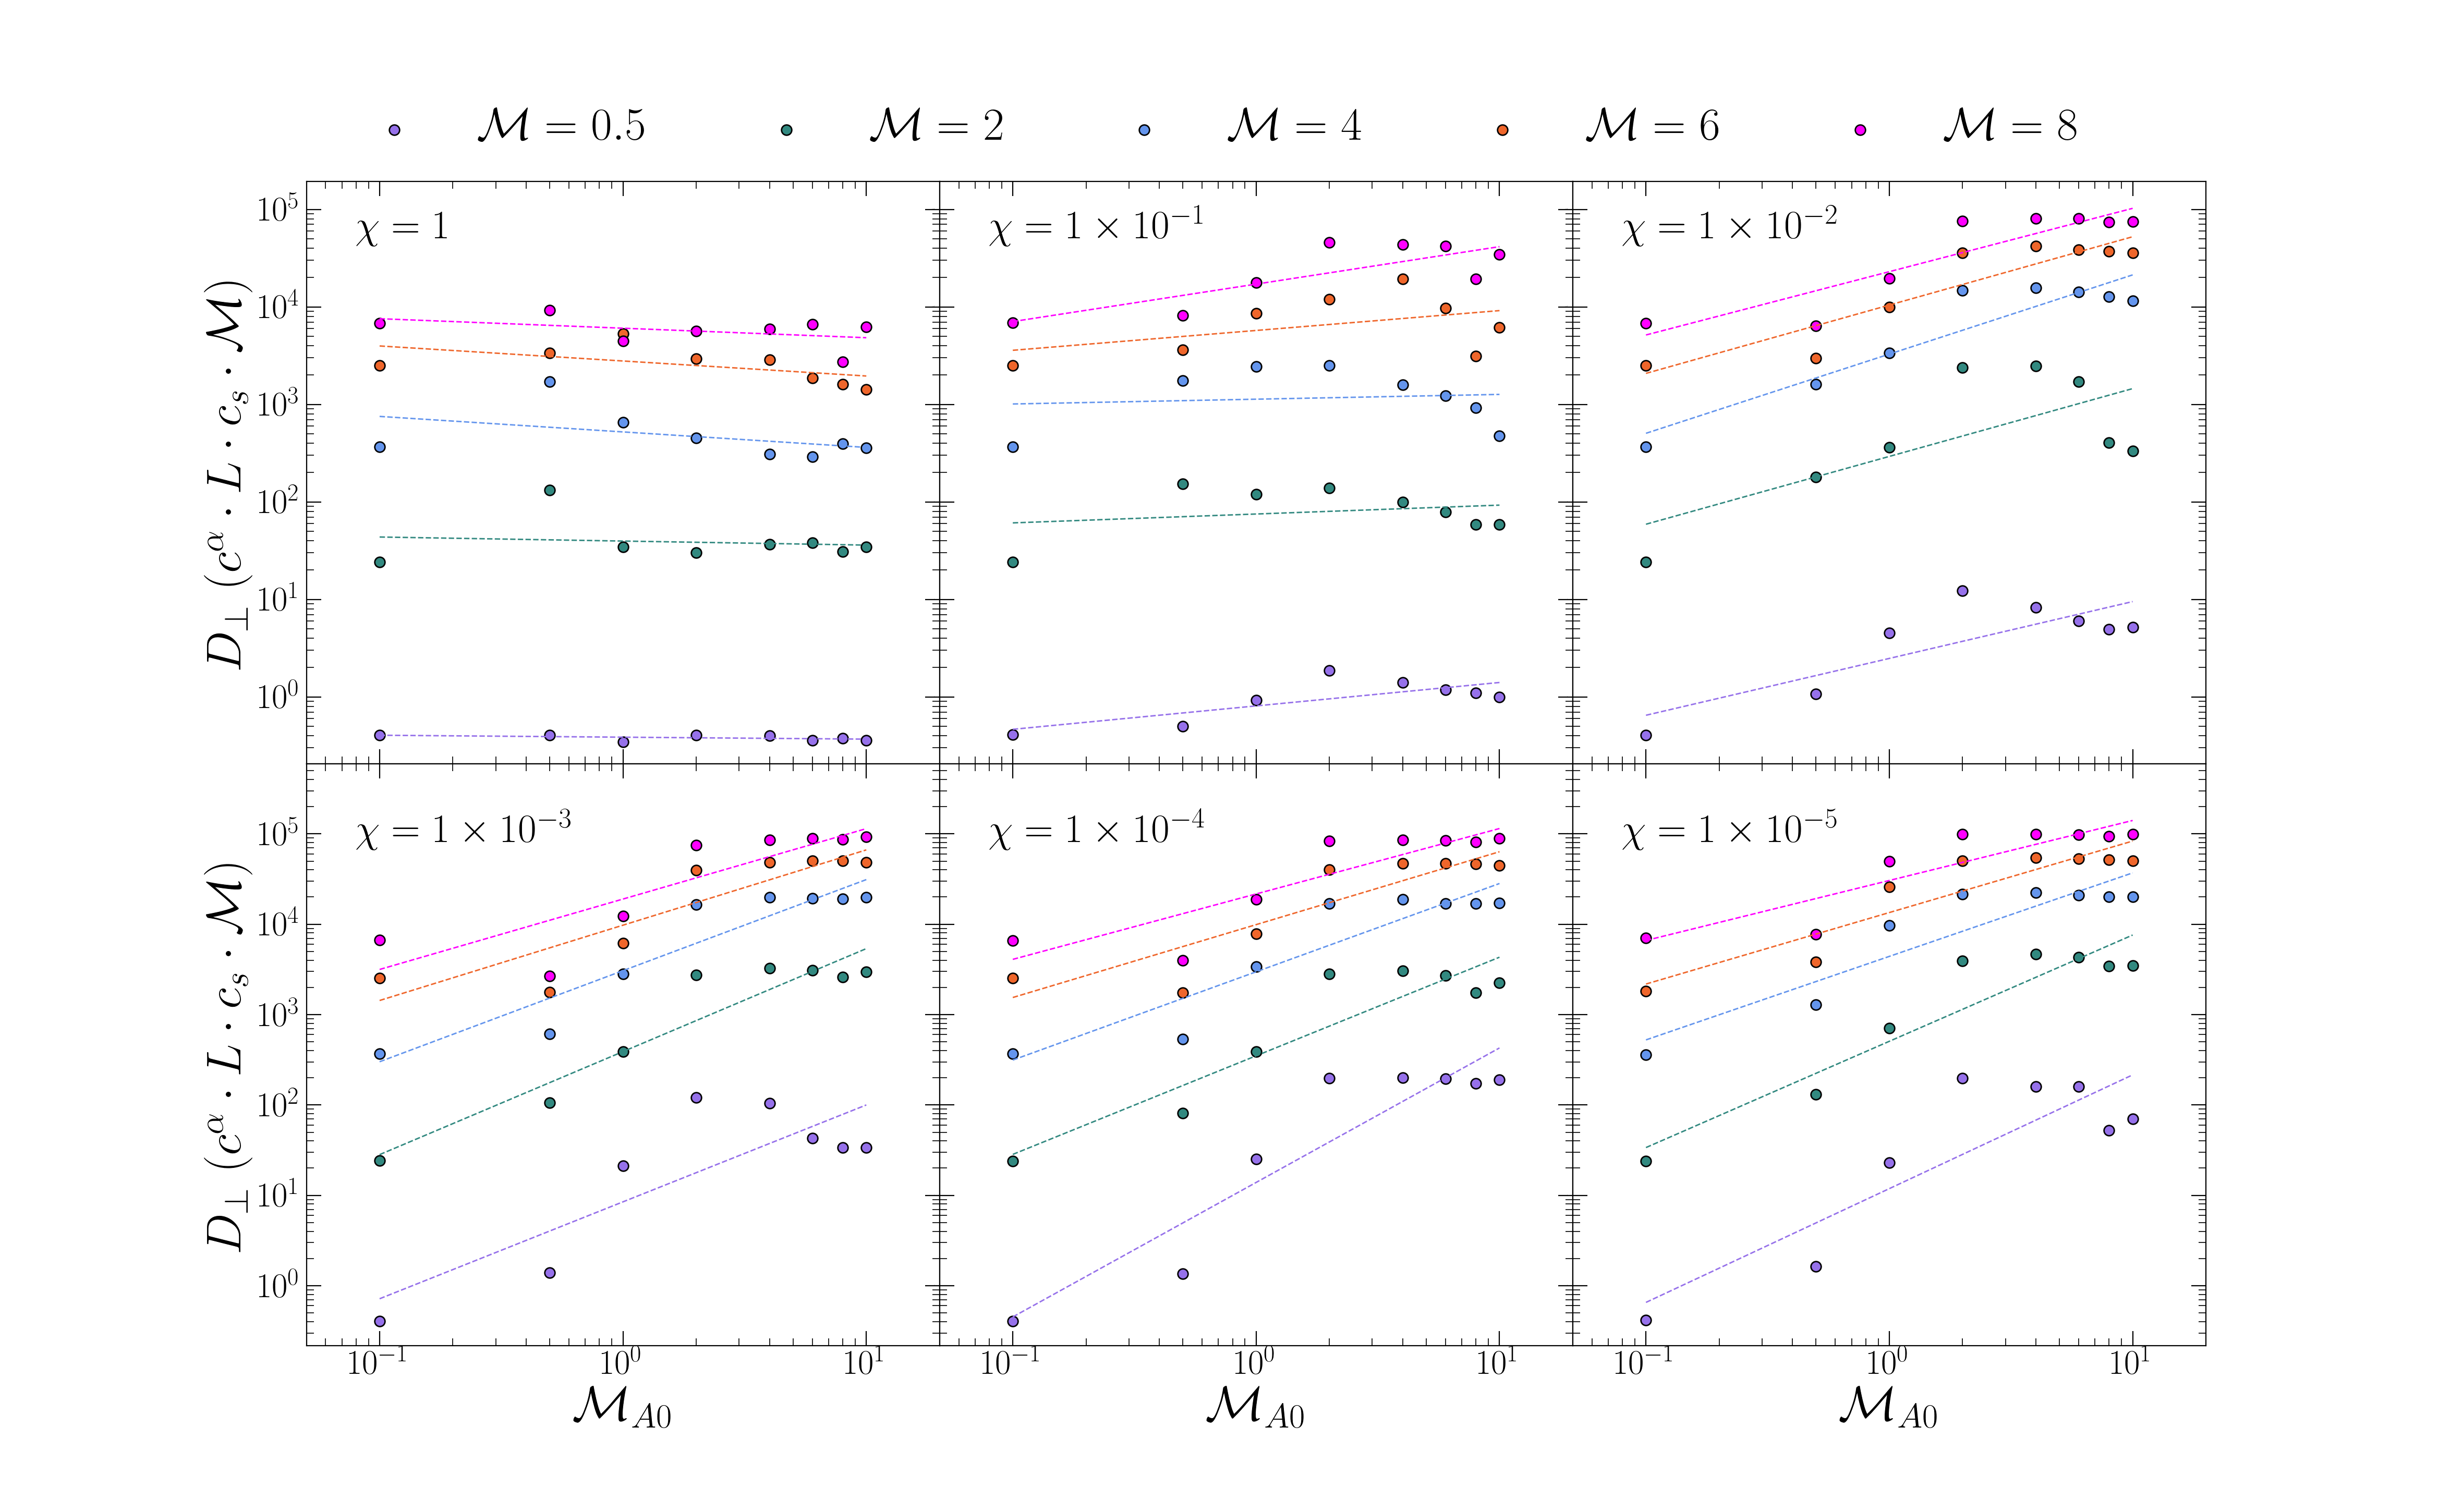 ℳ = 0.5 ℳ = 2 ℳ = 4 ℳ = 6 ℳ = 8
χ = 1 χ = 1 × 10⁻¹ χ = 1 × 10⁻²
D⊥(c^α · L · c_s · ℳ)
10⁵
10⁴
10³
10²
10¹
10⁰
χ = 1 × 10⁻³ χ = 1 × 10⁻⁴ χ = 1 × 10⁻⁵
D⊥(c^α · L · c_s · ℳ)
10⁵
10⁴
10³
10²
10¹
10⁰
10⁻¹ 10⁰ 10¹ 10⁻¹ 10⁰ 10¹ 10⁻¹ 10⁰ 10¹
ℳ_A0 ℳ_A0 ℳ_A0